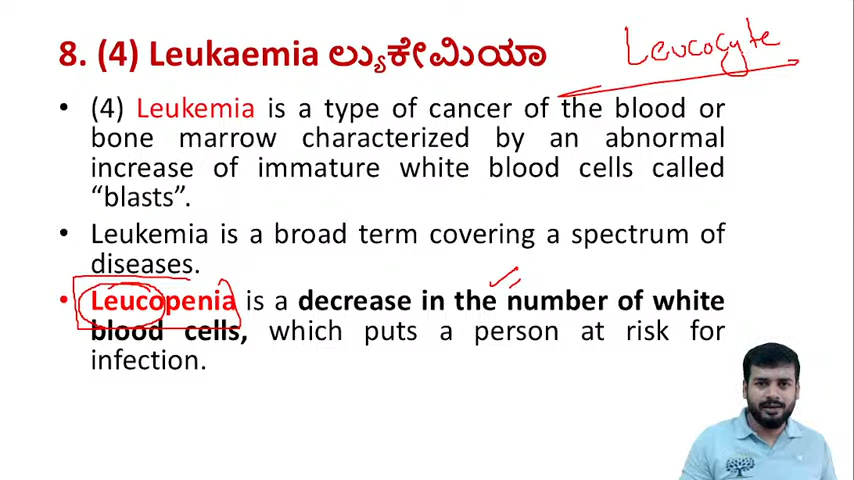 8. (4) Leukaemia ಲ್ಯುಕೇಮಿಯಾ
Leucocyte
• (4) Leukemia is a type of cancer of the blood or
bone marrow characterized by an abnormal
increase of immature white blood cells called
“blasts”.
• Leukemia is a broad term covering a spectrum of
diseases.
• Leucopenia is a decrease in the number of white
blood cells, which puts a person at risk for
infection.